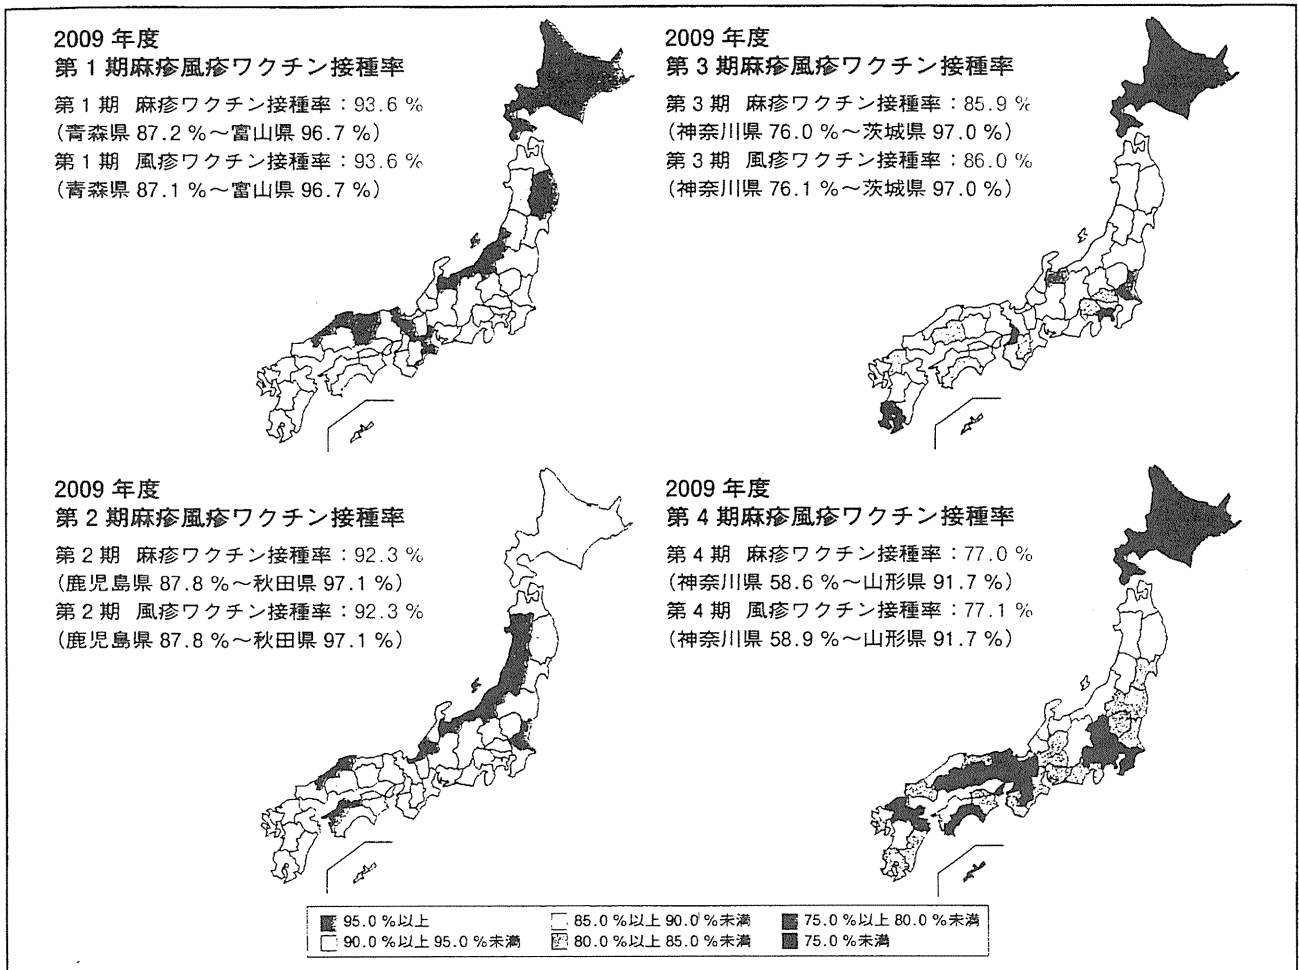 2009 年度
第 1 期麻疹風疹ワクチン接種率
第 1 期 麻疹ワクチン接種率：93.6 %
（青森県 87.2 %～富山県 96.7 %）
第 1 期 風疹ワクチン接種率：93.6 %
（青森県 87.1 %～富山県 96.7 %）
2009 年度
第 3 期麻疹風疹ワクチン接種率
第 3 期 麻疹ワクチン接種率：85.9 %
（神奈川県 76.0 %～茨城県 97.0 %）
第 3 期 風疹ワクチン接種率：86.0 %
（神奈川県 76.1 %～茨城県 97.0 %）
2009 年度
第 2 期麻疹風疹ワクチン接種率
第 2 期 麻疹ワクチン接種率：92.3 %
（鹿児島県 87.8 %～秋田県 97.1 %）
第 2 期 風疹ワクチン接種率：92.3 %
（鹿児島県 87.8 %～秋田県 97.1 %）
2009 年度
第 4 期麻疹風疹ワクチン接種率
第 4 期 麻疹ワクチン接種率：77.0 %
（神奈川県 58.6 %～山形県 91.7 %）
第 4 期 風疹ワクチン接種率：77.1 %
（神奈川県 58.9 %～山形県 91.7 %）
95.0 %以上
90.0 %以上 95.0 %未満
85.0 %以上 90.0 %未満
80.0 %以上 85.0 %未満
75.0 %以上 80.0 %未満
75.0 %未満